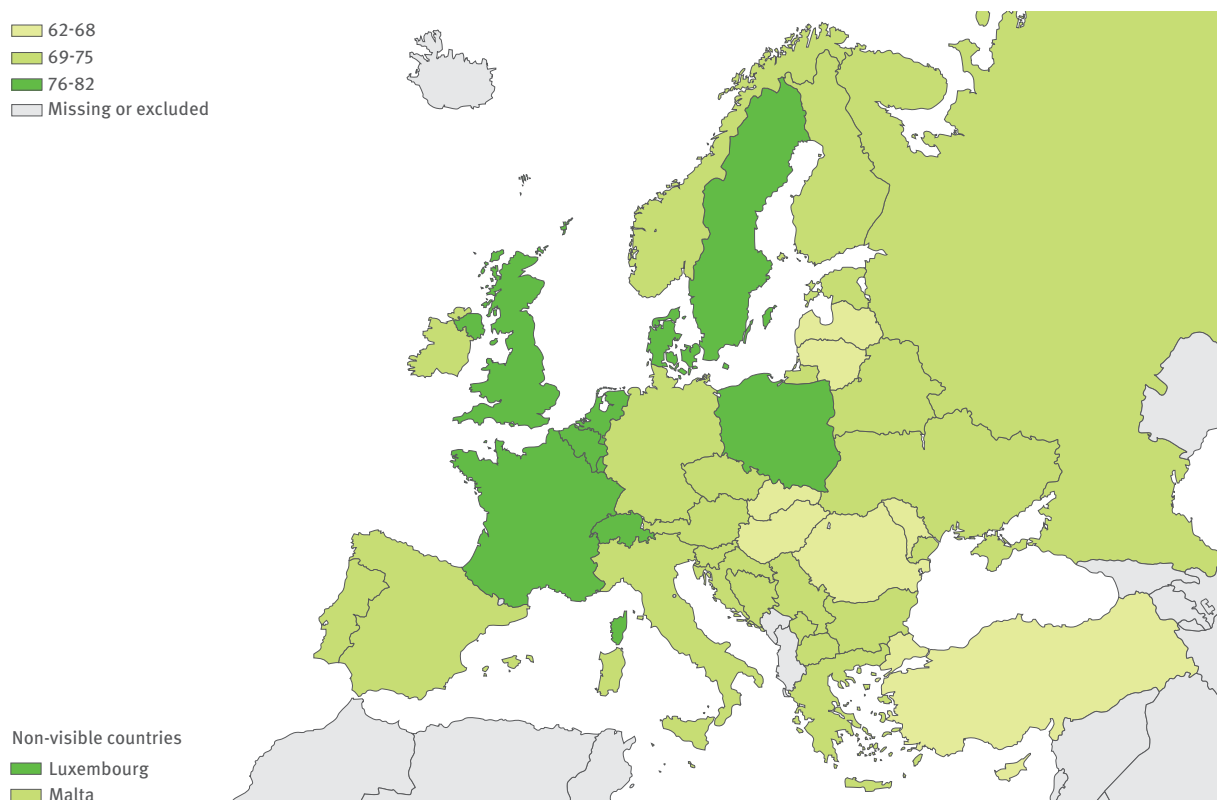 62-68
69-75
76-82
Missing or excluded
Non-visible countries
Luxembourg
Malta